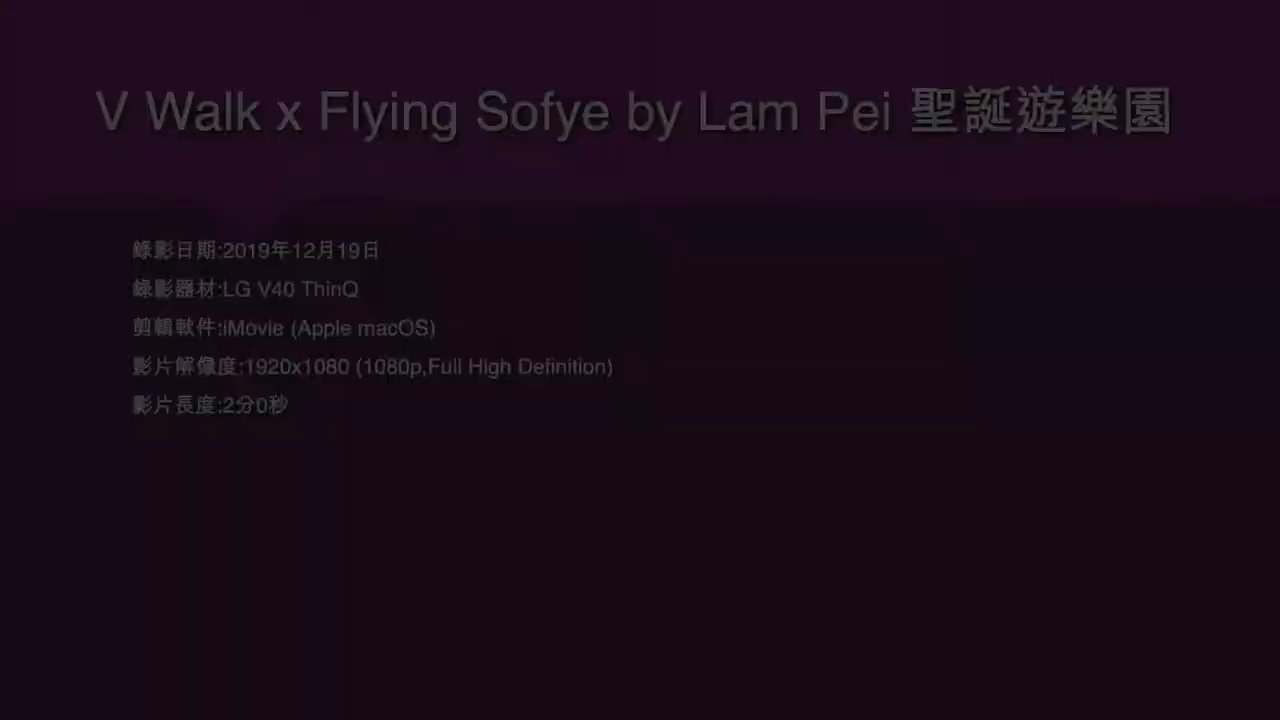 V Walk x Flying Sofye by Lam Pei 聖誕遊樂園
錄影日期:2019年12月19日
錄影器材:LG V40 ThinQ
剪輯軟件:iMovie (Apple macOS)
影片解像度:1920x1080 (1080p,Full High Definition)
影片長度:2分0秒